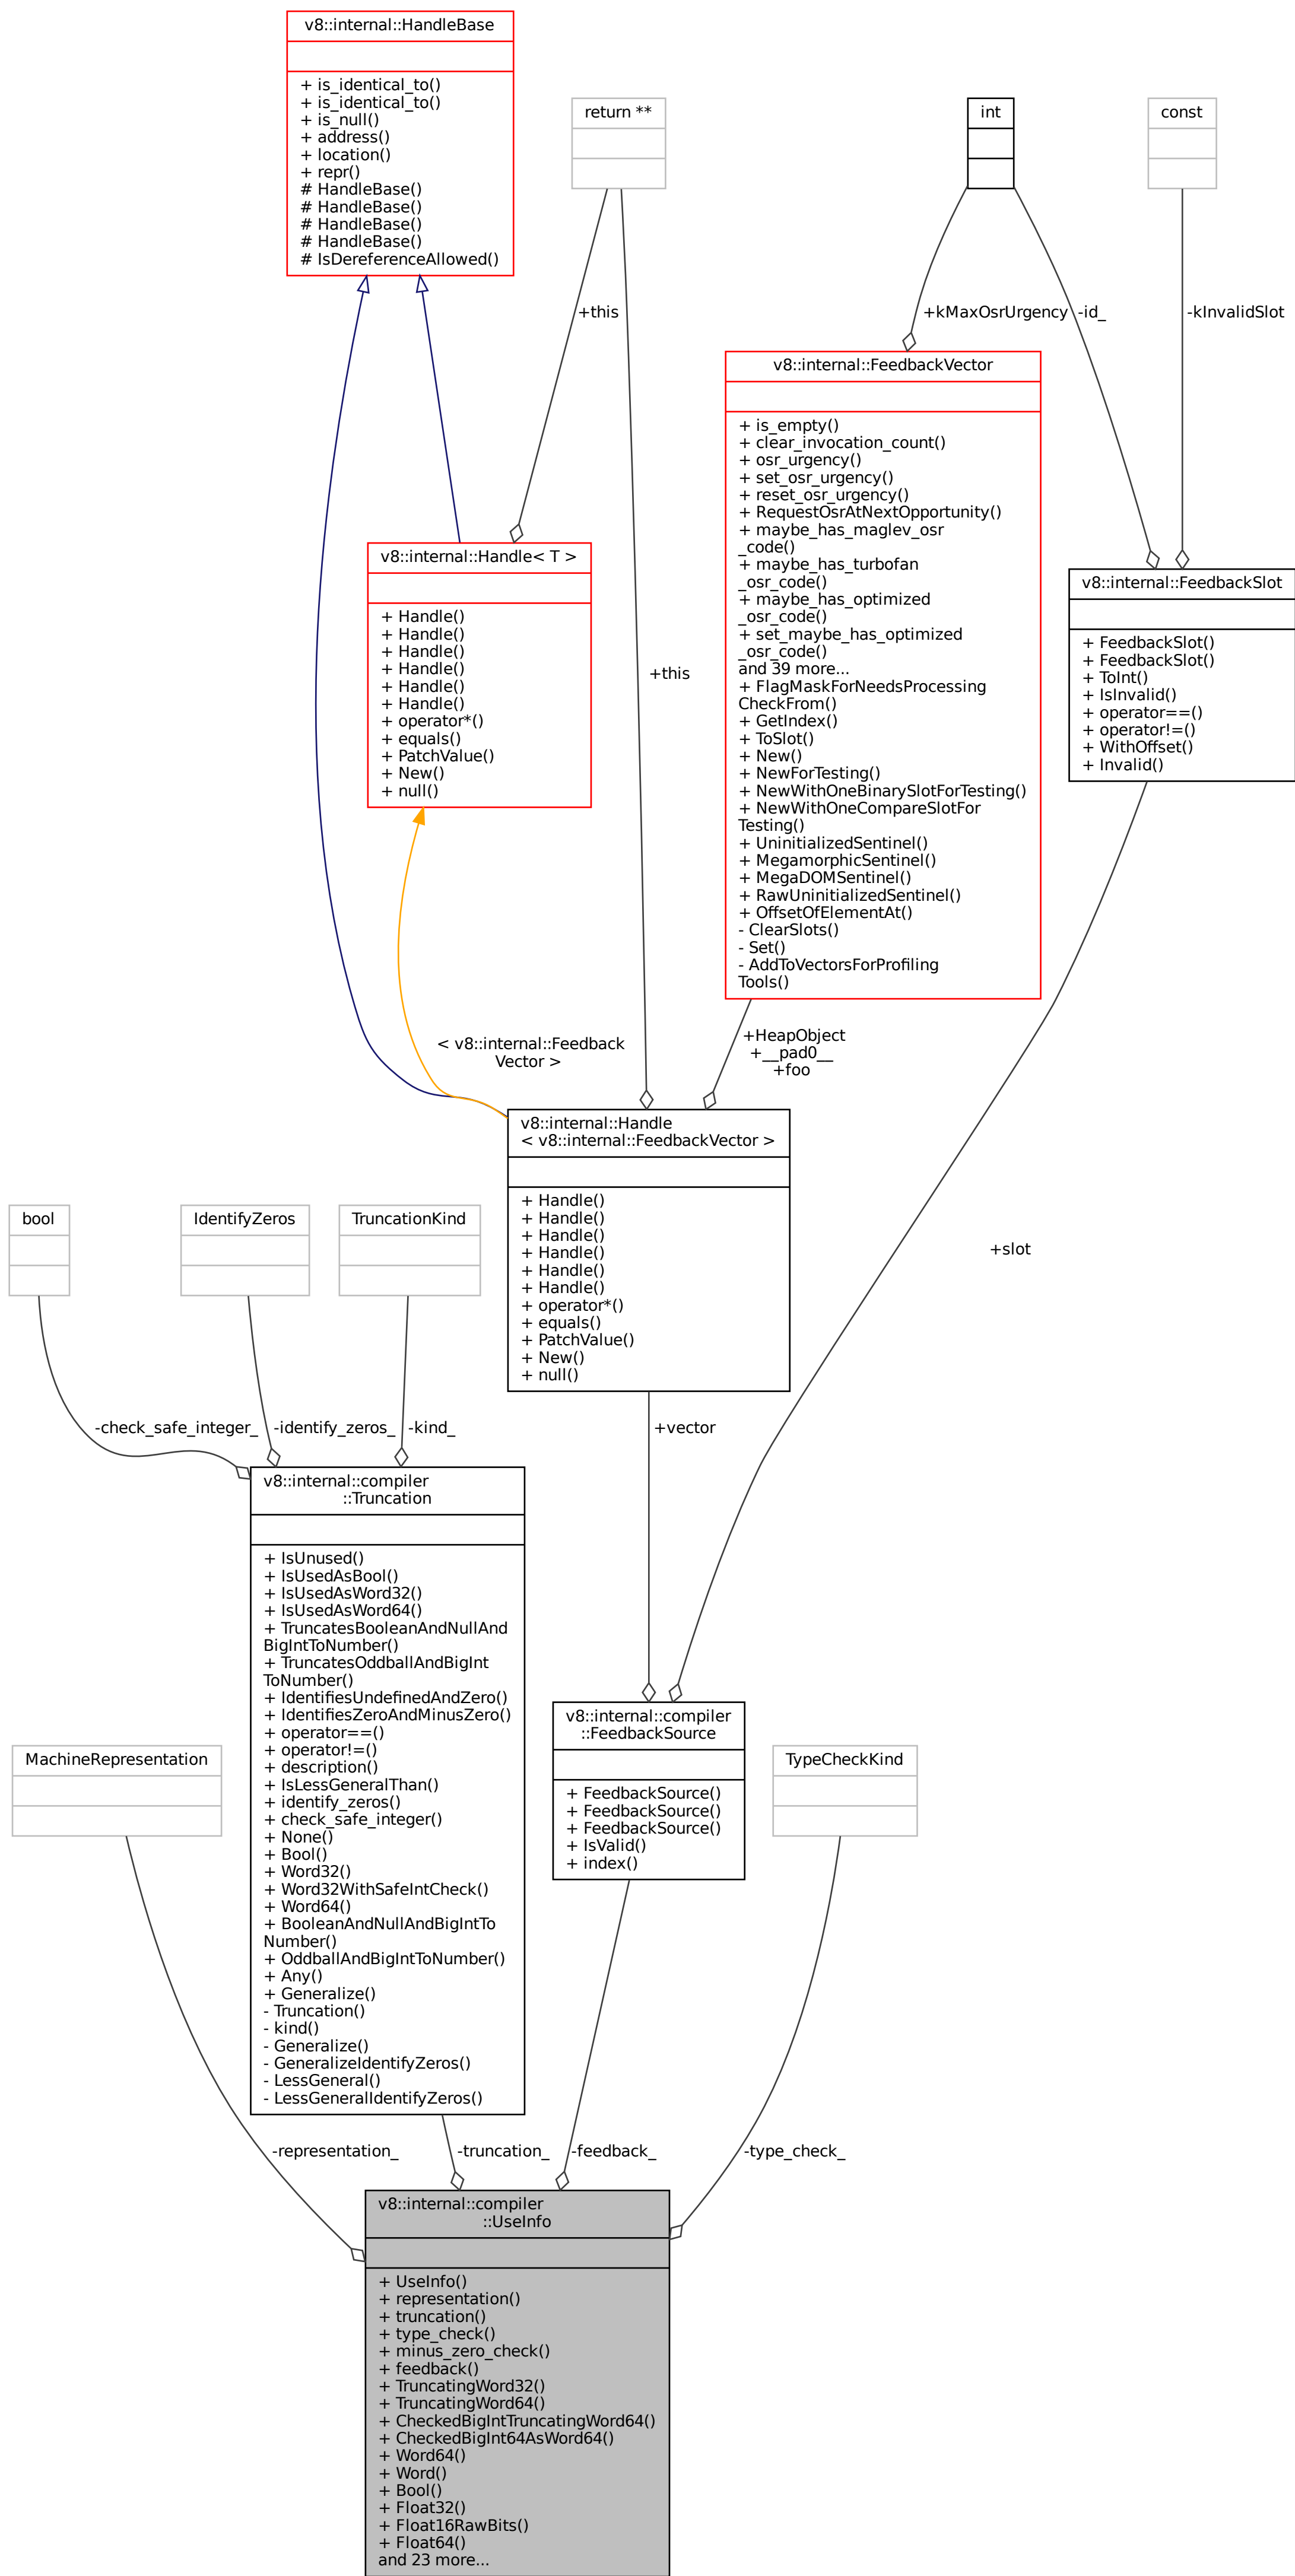 v8::internal::HandleBase
+ is_identical_to()
+ is_identical_to()
+ is_null()
+ address()
+ location()
+ repr()
# HandleBase()
# HandleBase()
# HandleBase()
# HandleBase()
# IsDereferenceAllowed()
return **
int
const
+this
+kMaxOsrUrgency
-id_
-kInvalidSlot
v8::internal::FeedbackVector
+ is_empty()
+ clear_invocation_count()
+ osr_urgency()
+ set_osr_urgency()
+ reset_osr_urgency()
+ RequestOsrAtNextOpportunity()
+ maybe_has_maglev_osr
_code()
+ maybe_has_turbofan
_osr_code()
+ maybe_has_optimized
_osr_code()
+ set_maybe_has_optimized
_osr_code()
and 39 more...
+ FlagMaskForNeedsProcessing
CheckFrom()
+ GetIndex()
+ ToSlot()
+ New()
+ NewForTesting()
+ NewWithOneBinarySlotForTesting()
+ NewWithOneCompareSlotFor
Testing()
+ UninitializedSentinel()
+ MegamorphicSentinel()
+ MegaDOMSentinel()
+ RawUninitializedSentinel()
+ OffsetOfElementAt()
- ClearSlots()
- Set()
- AddToVectorsForProfiling
Tools()
v8::internal::Handle< T >
+ Handle()
+ Handle()
+ Handle()
+ Handle()
+ Handle()
+ Handle()
+ operator*()
+ equals()
+ PatchValue()
+ New()
+ null()
v8::internal::FeedbackSlot
+ FeedbackSlot()
+ FeedbackSlot()
+ ToInt()
+ IsInvalid()
+ operator==()
+ operator!=()
+ WithOffset()
+ Invalid()
+this
< v8::internal::Feedback
Vector >
+HeapObject
+__pad0__
+foo
v8::internal::Handle
< v8::internal::FeedbackVector >
+ Handle()
+ Handle()
+ Handle()
+ Handle()
+ Handle()
+ Handle()
+ operator*()
+ equals()
+ PatchValue()
+ New()
+ null()
bool
IdentifyZeros
TruncationKind
+slot
-check_safe_integer_
-identify_zeros_
-kind_
+vector
v8::internal::compiler
::Truncation
+ IsUnused()
+ IsUsedAsBool()
+ IsUsedAsWord32()
+ IsUsedAsWord64()
+ TruncatesBooleanAndNullAnd
BigIntToNumber()
+ TruncatesOddballAndBigInt
ToNumber()
+ IdentifiesUndefinedAndZero()
+ IdentifiesZeroAndMinusZero()
+ operator==()
+ operator!=()
+ description()
+ IsLessGeneralThan()
+ identify_zeros()
+ check_safe_integer()
+ None()
+ Bool()
+ Word32()
+ Word32WithSafeIntCheck()
+ Word64()
+ BooleanAndNullAndBigIntTo
Number()
+ OddballAndBigIntToNumber()
+ Any()
+ Generalize()
- Truncation()
- kind()
- Generalize()
- GeneralizeIdentifyZeros()
- LessGeneral()
- LessGeneralIdentifyZeros()
v8::internal::compiler
::FeedbackSource
+ FeedbackSource()
+ FeedbackSource()
+ FeedbackSource()
+ IsValid()
+ index()
MachineRepresentation
TypeCheckKind
-representation_
-truncation_
-feedback_
-type_check_
v8::internal::compiler
::UseInfo
+ UseInfo()
+ representation()
+ truncation()
+ type_check()
+ minus_zero_check()
+ feedback()
+ TruncatingWord32()
+ TruncatingWord64()
+ CheckedBigIntTruncatingWord64()
+ CheckedBigInt64AsWord64()
+ Word64()
+ Word()
+ Bool()
+ Float32()
+ Float16RawBits()
+ Float64()
and 23 more...